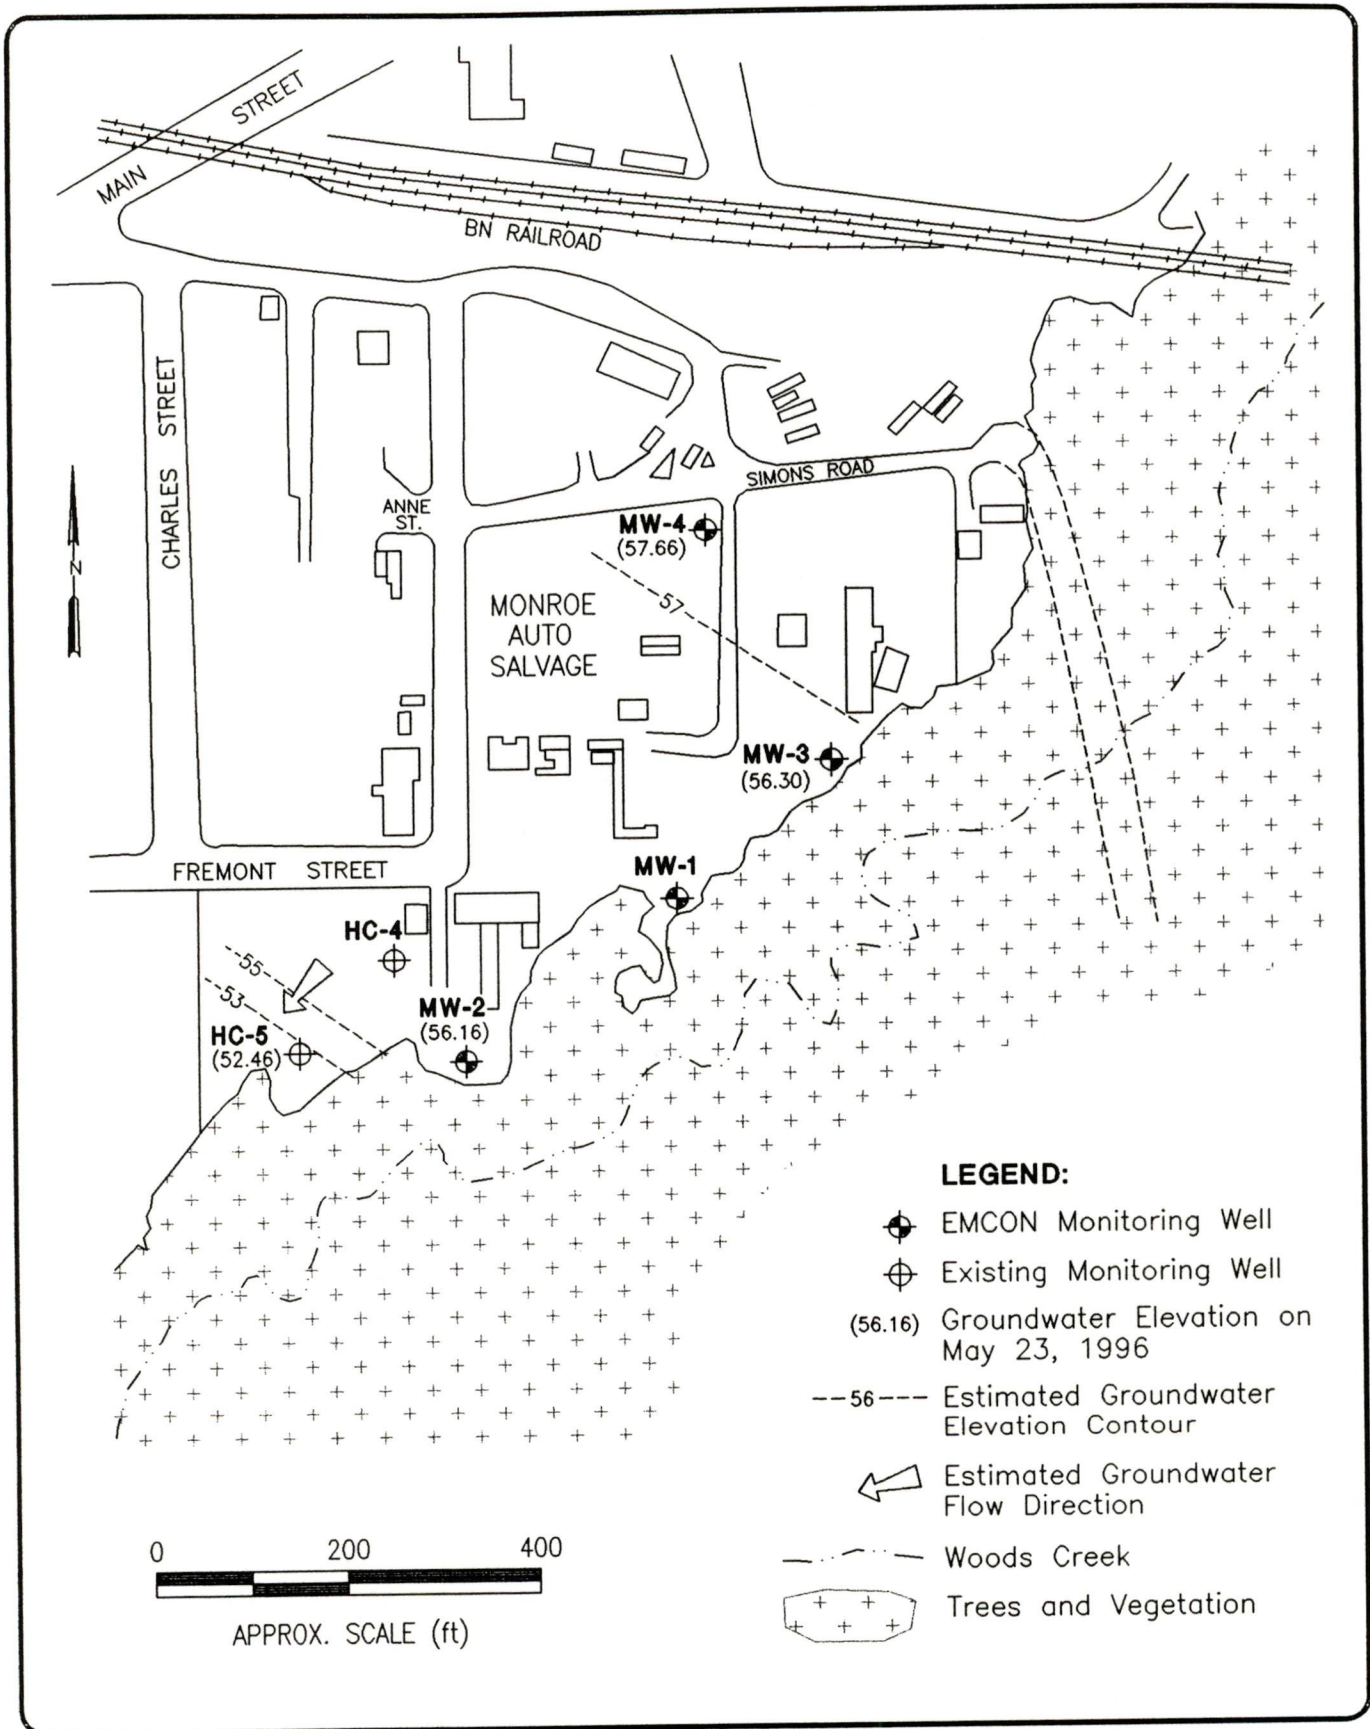 MAIN STREET
BN RAILROAD
CHARLES STREET
ANNE
ST.
SIMONS ROAD
N
MW-4
(57.66)
57
MONROE
AUTO
SALVAGE
MW-3
(56.30)
FREMONT STREET
MW-1
HC-4
55
53
MW-2
(56.16)
HC-5
(52.46)
LEGEND:
EMCON Monitoring Well
Existing Monitoring Well
(56.16) Groundwater Elevation on
May 23, 1996
--56--- Estimated Groundwater
Elevation Contour
Estimated Groundwater
Flow Direction
Woods Creek
Trees and Vegetation
0 200 400
APPROX. SCALE (ft)